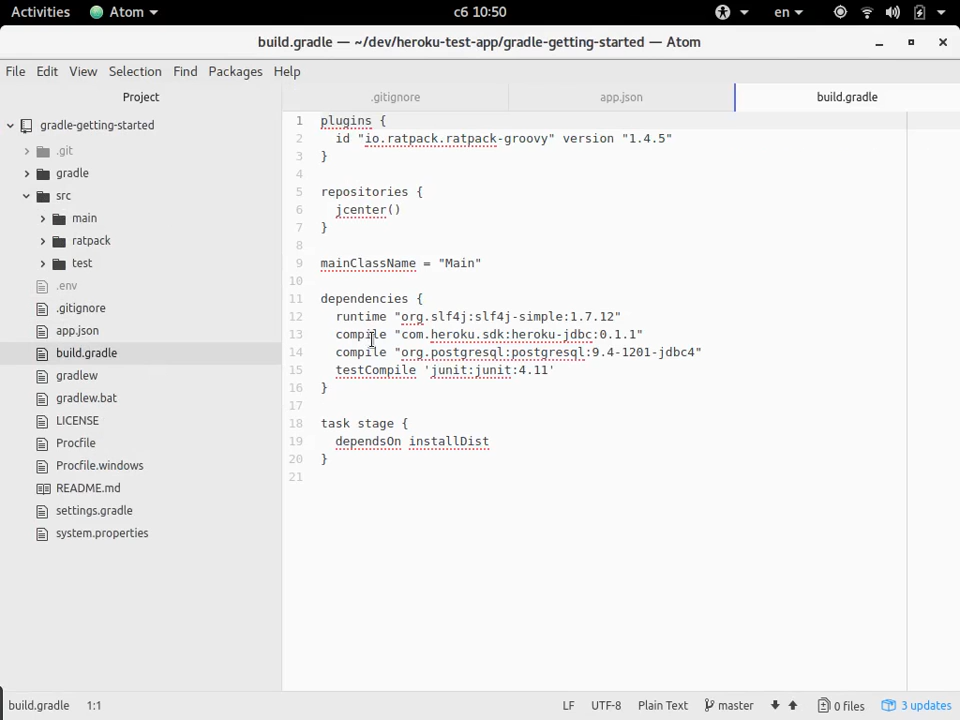 Activities
Atom
сб 10:50
en
build.gradle — ~/dev/heroku-test-app/gradle-getting-started — Atom
File Edit View Selection Find Packages Help
Project
.gitignore
app.json
build.gradle
gradle-getting-started
.git
gradle
src
main
ratpack
test
.env
.gitignore
app.json
build.gradle
gradlew
gradlew.bat
LICENSE
Procfile
Procfile.windows
README.md
settings.gradle
system.properties
1 plugins {
2 id "io.ratpack.ratpack-groovy" version "1.4.5"
3 }
4
5 repositories {
6 jcenter()
7 }
8
9 mainClassName = "Main"
10
11 dependencies {
12 runtime "org.slf4j:slf4j-simple:1.7.12"
13 compile "com.heroku.sdk:heroku-jdbc:0.1.1"
14 compile "org.postgresql:postgresql:9.4-1201-jdbc4"
15 testCompile 'junit:junit:4.11'
16 }
17
18 task stage {
19 dependsOn installDist
20 }
21
build.gradle 1:1 LF UTF-8 Plain Text master 0 files 3 updates